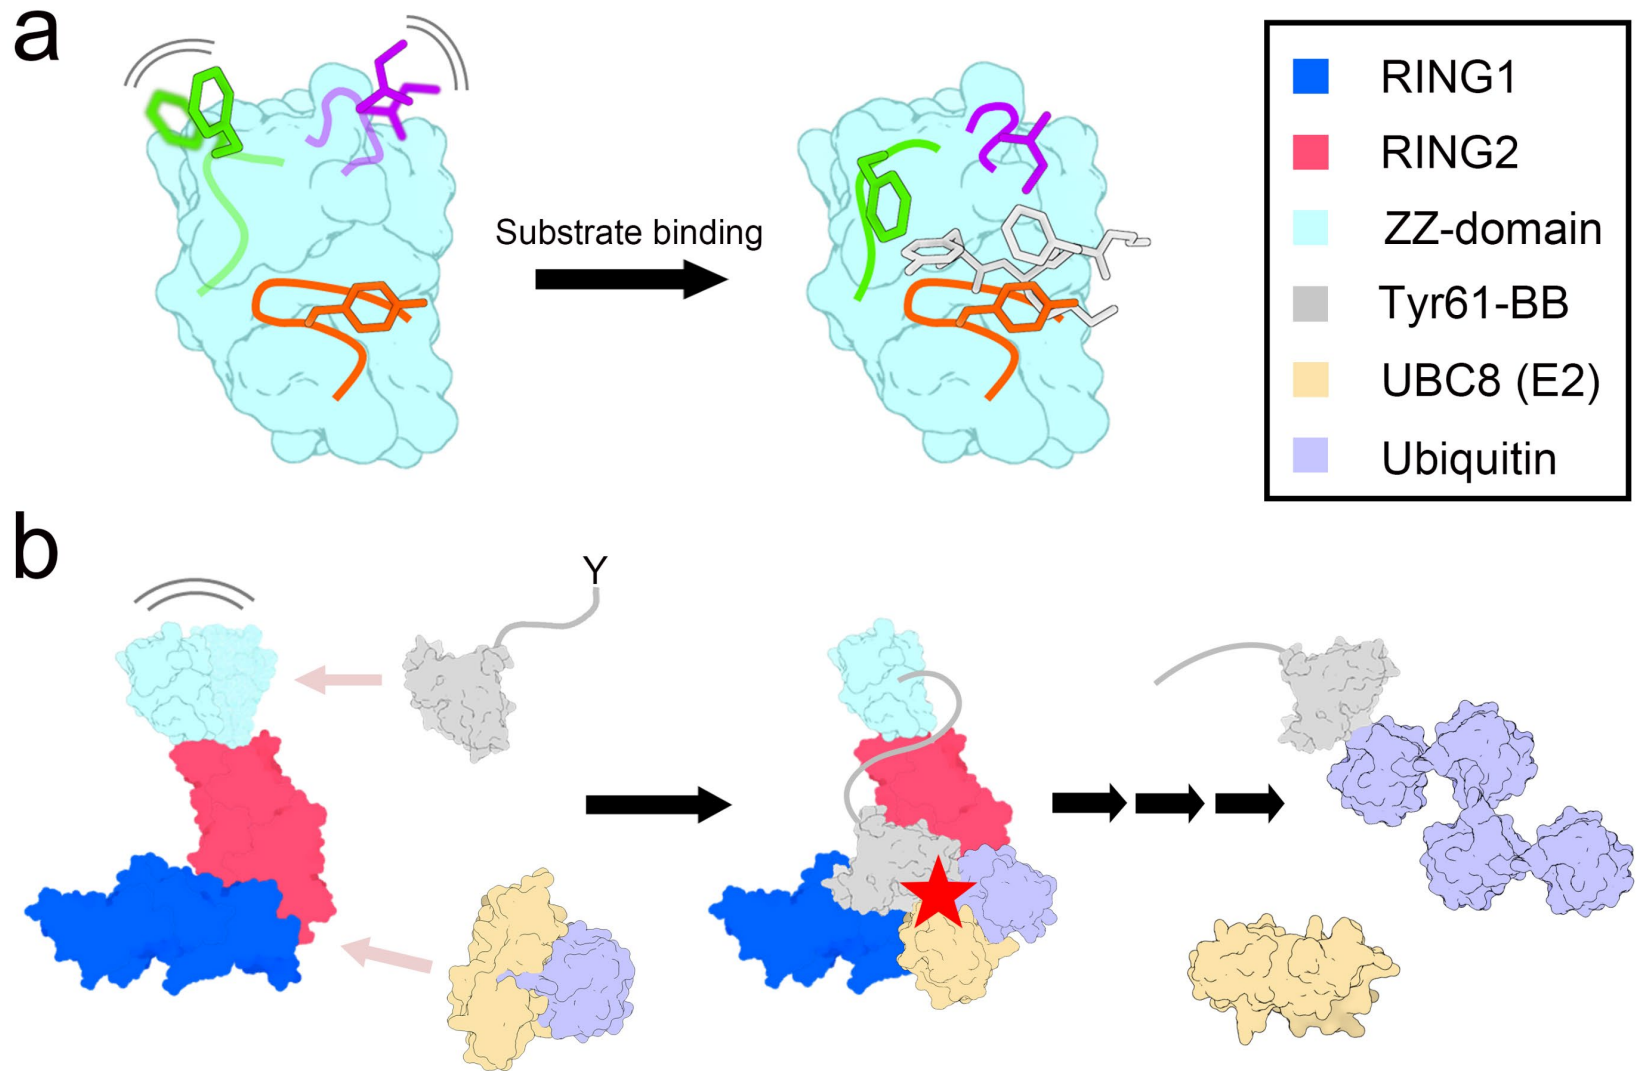 a
Substrate binding
RING1
RING2
ZZ-domain
Tyr61-BB
UBC8 (E2)
Ubiquitin
b
Y